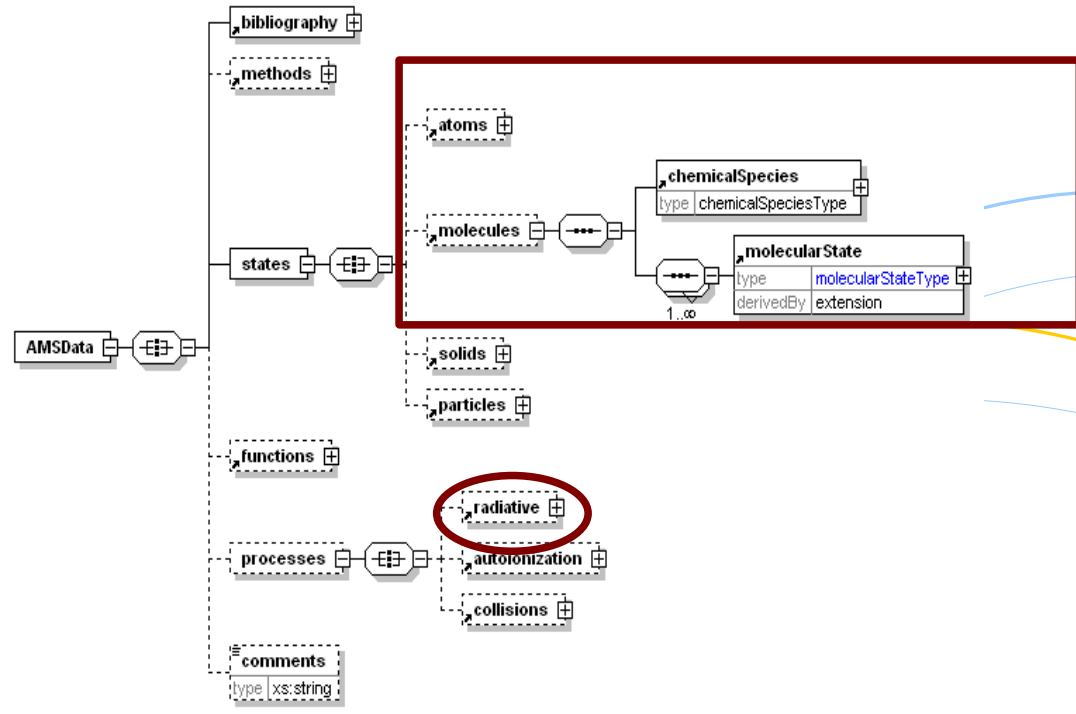 bibliography
methods
atoms
chemicalSpecies
type chemicalSpeciesType
molecules
states
molecularState
type molecularStateType
derivedBy extension
1..∞
AMSData
solids
particles
functions
radiative
processes
autoionization
collisions
comments
type xs:string